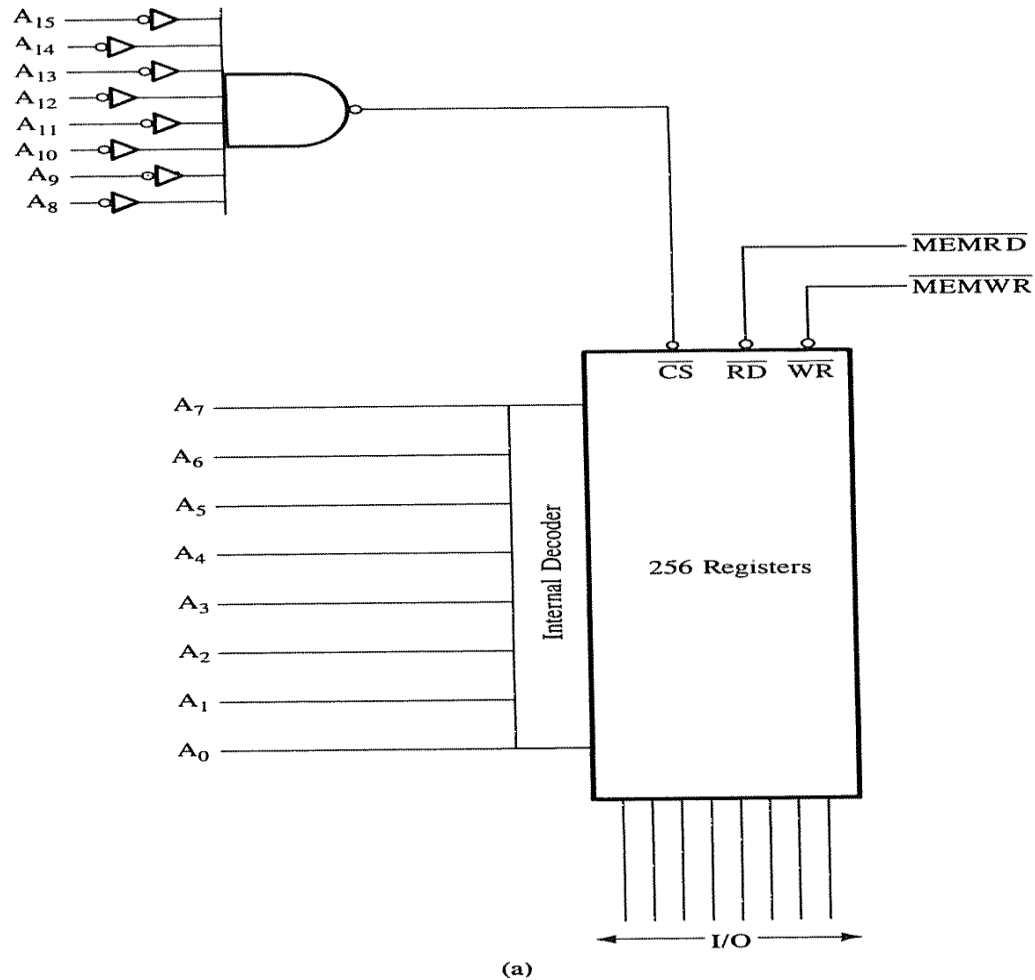 A15
A14
A13
A12
A11
A10
A9
A8
MEMRD
MEMWR
CS RD WR
A7
A6
A5
A4
A3
A2
A1
A0
Internal Decoder
256 Registers
I/O
(a)